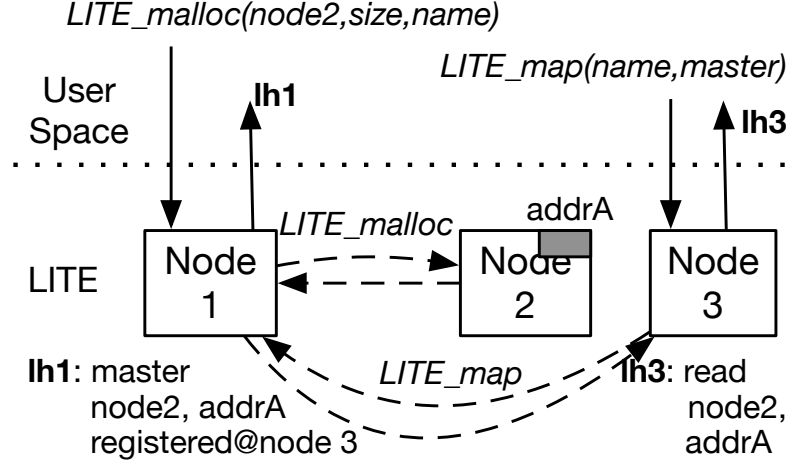 LITE_malloc(node2,size,name)
LITE_map(name,master)
User
Space
lh1
lh3
LITE_malloc
addrA
LITE
Node
1
Node
2
Node
3
lh1: master
node2, addrA
registered@node 3
LITE_map
lh3: read
node2,
addrA